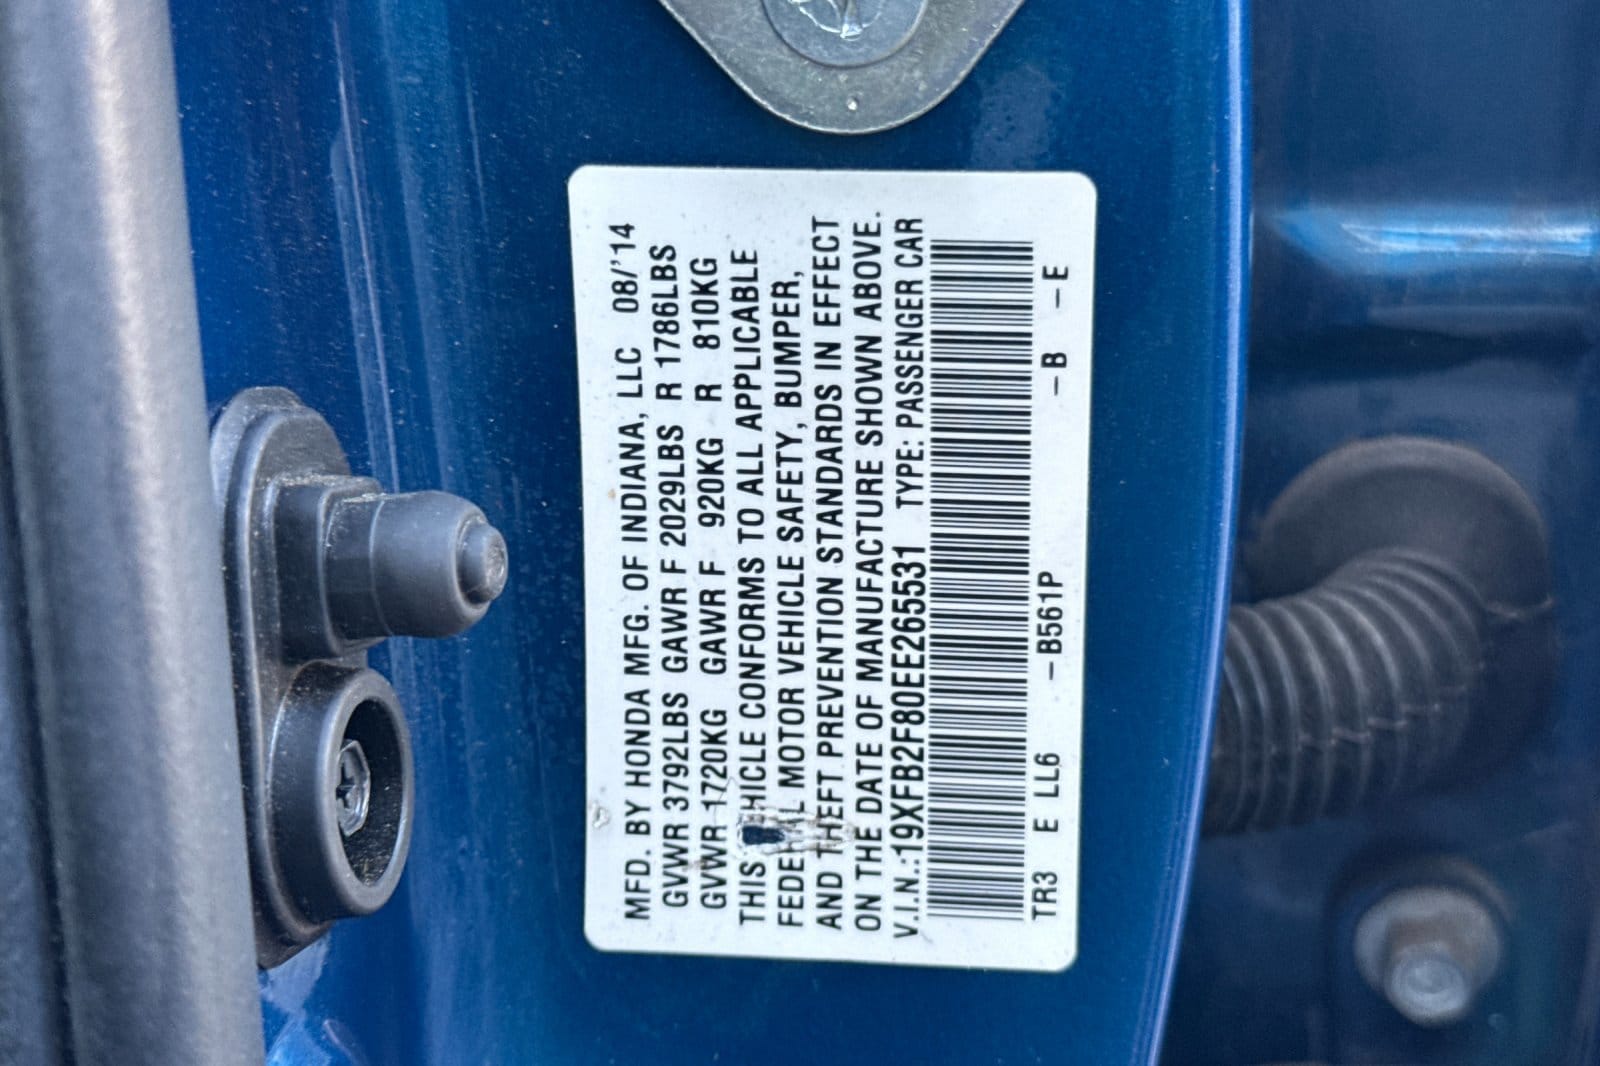 MFD. BY HONDA MFG. OF INDIANA, LLC 08/'14
GVWR 3792LBS GAWR F 2029LBS R 1786LBS
GVWR 1720KG GAWR F 920KG R 810KG
THIS VEHICLE CONFORMS TO ALL APPLICABLE
FEDERAL MOTOR VEHICLE SAFETY, BUMPER,
AND THEFT PREVENTION STANDARDS IN EFFECT
ON THE DATE OF MANUFACTURE SHOWN ABOVE.
V.I.N.:19XFB2F80EE265531 TYPE: PASSENGER CAR
TR3 E LL6 –B561P –B –E